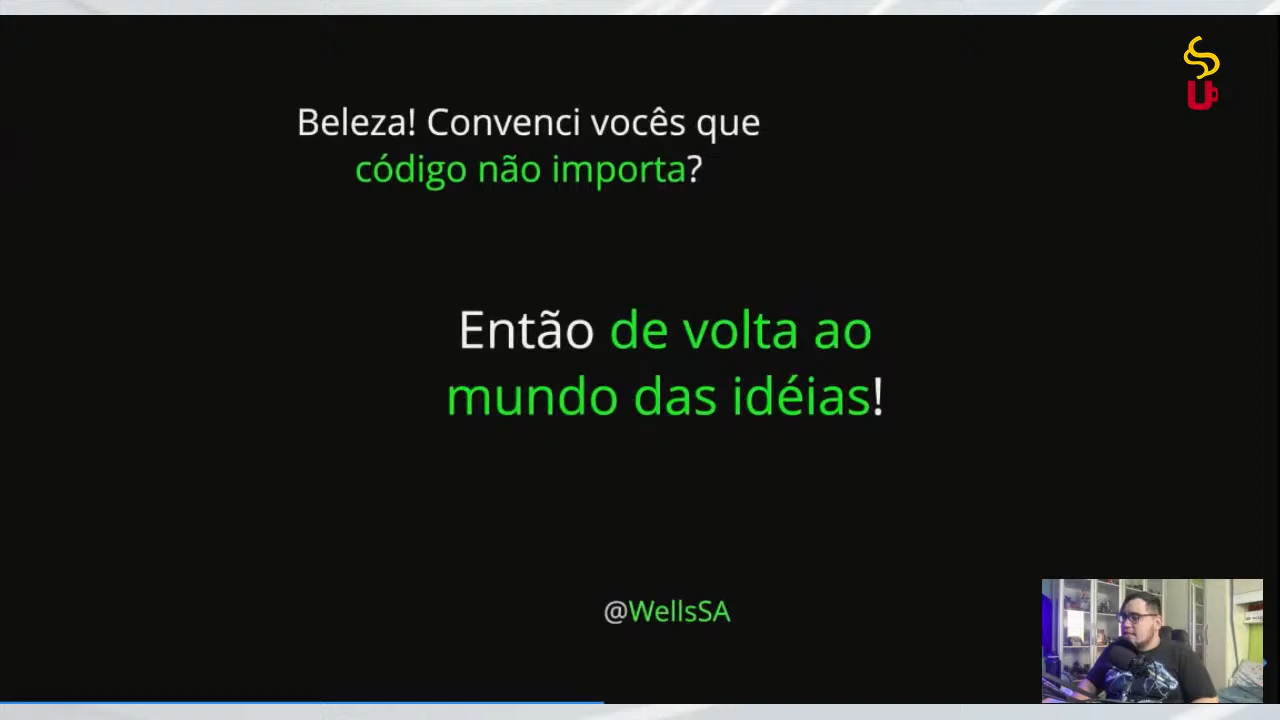 Beleza! Convenci vocês que
código não importa?
Então de volta ao
mundo das idéias!
@WellsSA